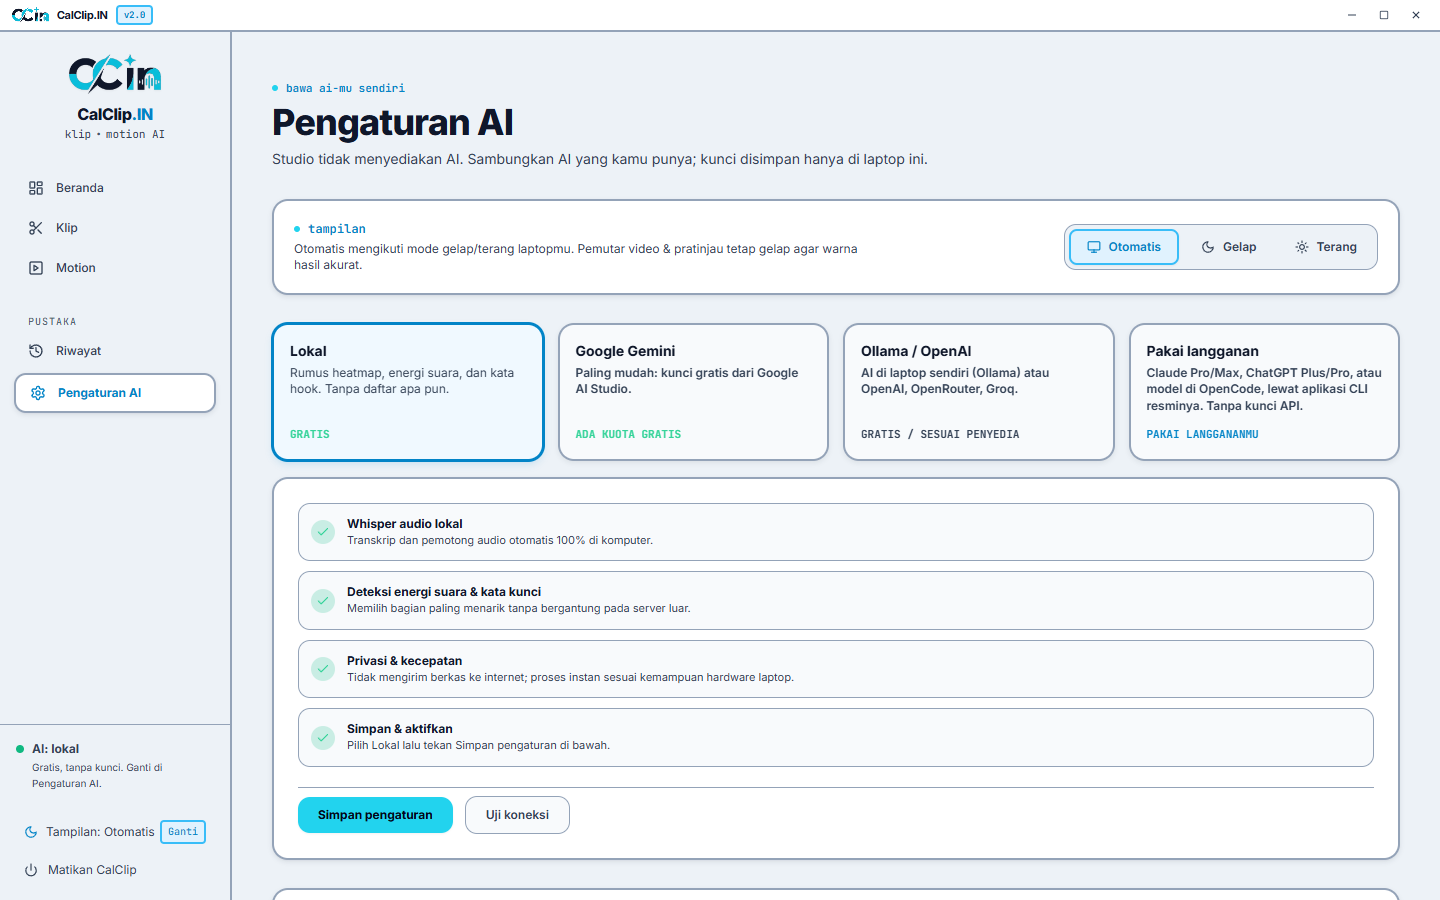 CCin CalClip.IN v2.0
CCin
CalClip.IN
klip • motion AI
Beranda
Klip
Motion
PUSTAKA
Riwayat
Pengaturan AI
AI: lokal
Gratis, tanpa kunci. Ganti di
Pengaturan AI.
Tampilan: Otomatis Ganti
Matikan CalClip
bawa ai-mu sendiri
Pengaturan AI
Studio tidak menyediakan AI. Sambungkan AI yang kamu punya; kunci disimpan hanya di laptop ini.
tampilan
Otomatis mengikuti mode gelap/terang laptopmu. Pemutar video & pratinjau tetap gelap agar warna
hasil akurat.
Otomatis Gelap Terang
Lokal
Rumus heatmap, energi suara, dan kata
hook. Tanpa daftar apa pun.
GRATIS
Google Gemini
Paling mudah: kunci gratis dari Google
AI Studio.
ADA KUOTA GRATIS
Ollama / OpenAI
AI di laptop sendiri (Ollama) atau
OpenAI, OpenRouter, Groq.
GRATIS / SESUAI PENYEDIA
Pakai langganan
Claude Pro/Max, ChatGPT Plus/Pro, atau
model di OpenCode, lewat aplikasi CLI
resminya. Tanpa kunci API.
PAKAI LANGGANANMU
Whisper audio lokal
Transkrip dan pemotong audio otomatis 100% di komputer.
Deteksi energi suara & kata kunci
Memilih bagian paling menarik tanpa bergantung pada server luar.
Privasi & kecepatan
Tidak mengirim berkas ke internet; proses instan sesuai kemampuan hardware laptop.
Simpan & aktifkan
Pilih Lokal lalu tekan Simpan pengaturan di bawah.
Simpan pengaturan Uji koneksi